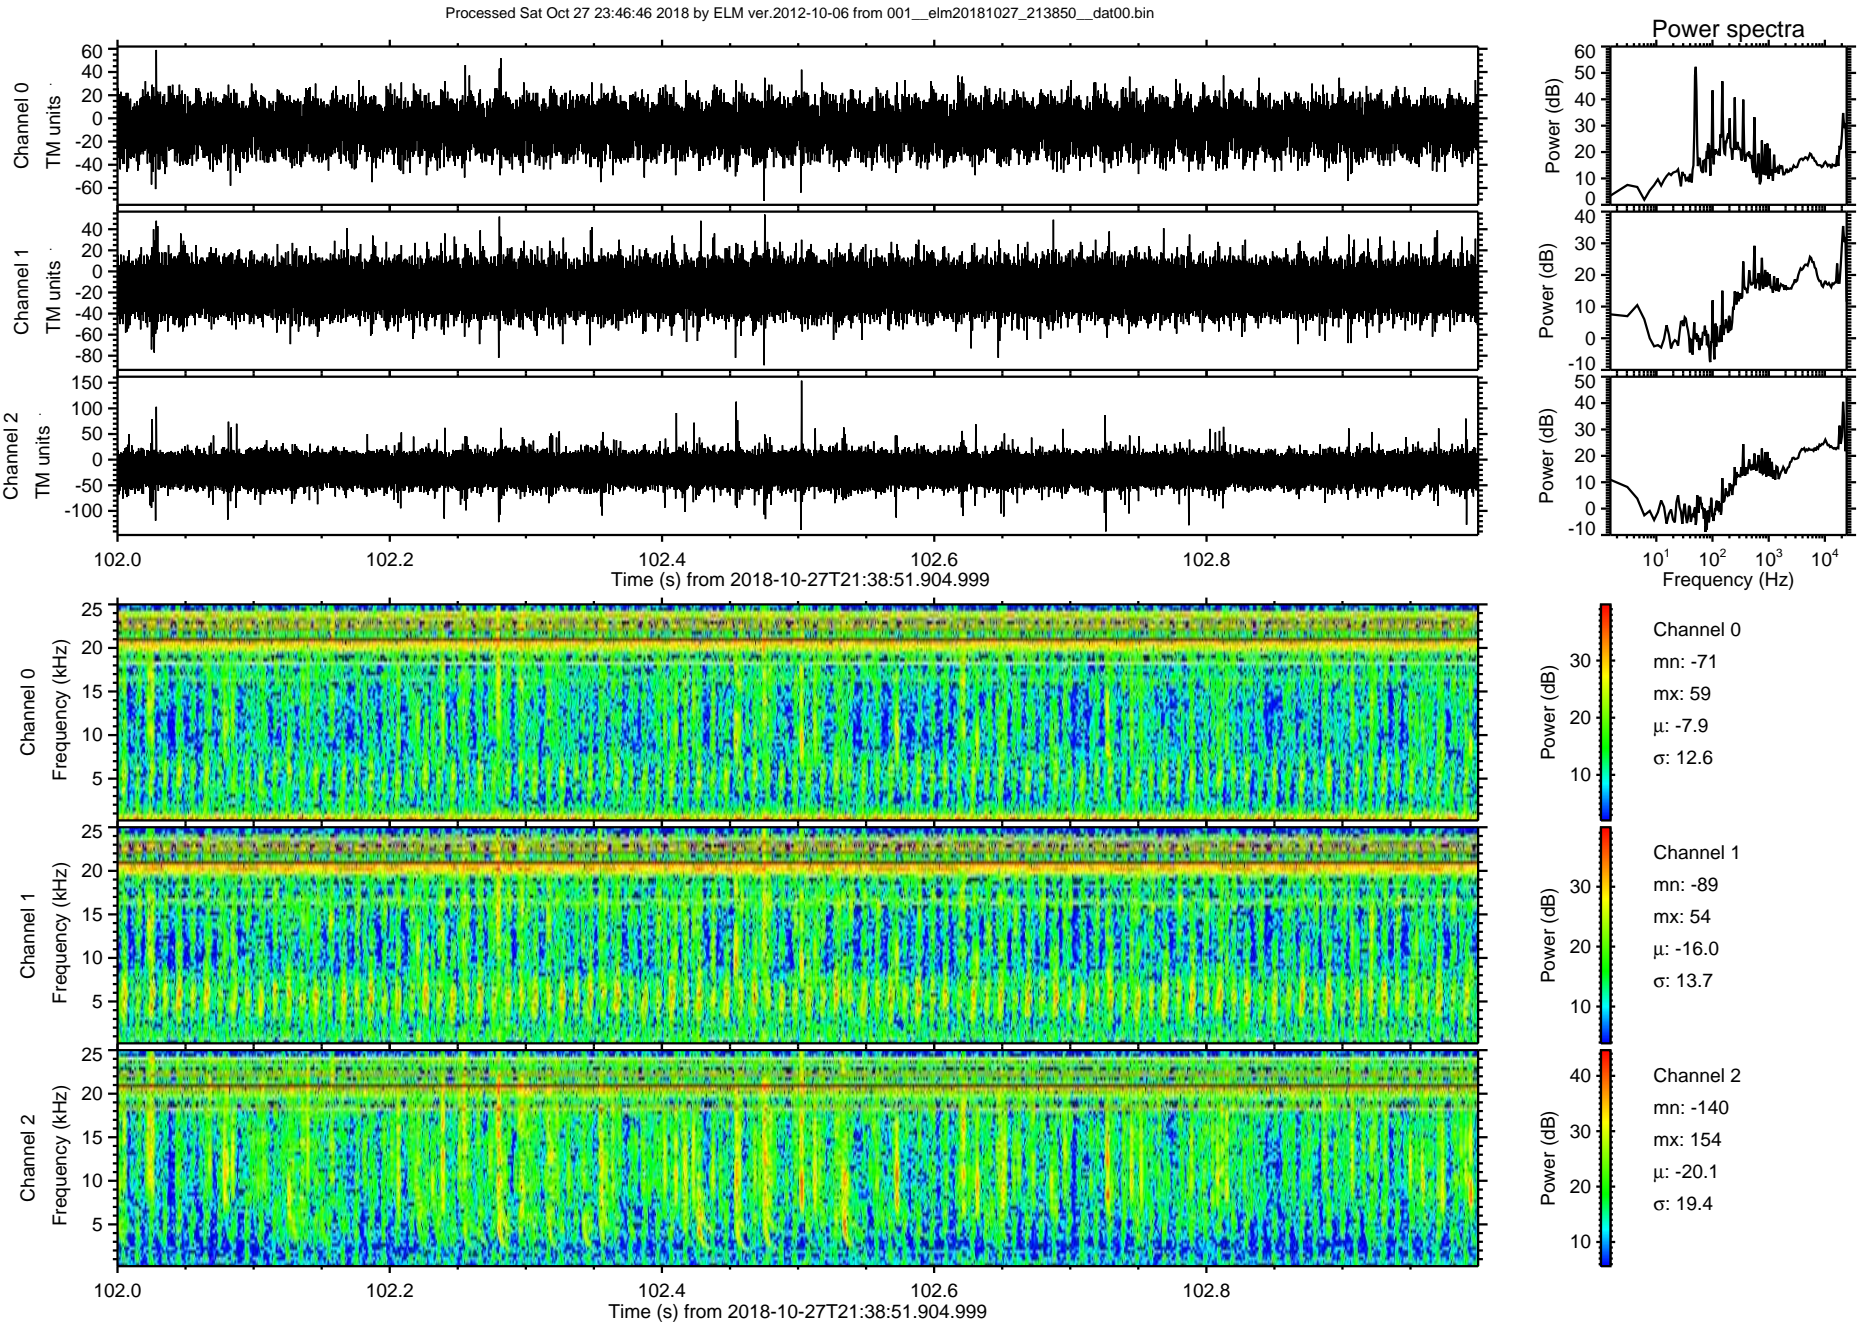 Processed Sat Oct 27 23:46:46 2018 by ELM ver.2012-10-06 from 001__elm20181027_213850__dat00.bin
Power spectra
Channel 0
TM units
60
40
20
0
-20
-40
-60
Power (dB)
60
50
40
30
20
10
0
Channel 1
TM units
40
20
0
-20
-40
-60
-80
Power (dB)
40
30
20
10
0
-10
Channel 2
TM units
150
100
50
0
-50
-100
Power (dB)
50
40
30
20
10
0
-10
102.0 102.2 102.4 102.6 102.8
Time (s) from 2018-10-27T21:38:51.904.999
10^1 10^2 10^3 10^4
Frequency (Hz)
Channel 0
Frequency (kHz)
25
20
15
10
5
Power (dB)
30
20
10
Channel 0
mn: -71
mx: 59
μ: -7.9
σ: 12.6
Channel 1
Frequency (kHz)
25
20
15
10
5
Power (dB)
30
20
10
Channel 1
mn: -89
mx: 54
μ: -16.0
σ: 13.7
Channel 2
Frequency (kHz)
25
20
15
10
5
Power (dB)
40
30
20
10
Channel 2
mn: -140
mx: 154
μ: -20.1
σ: 19.4
102.0 102.2 102.4 102.6 102.8
Time (s) from 2018-10-27T21:38:51.904.999